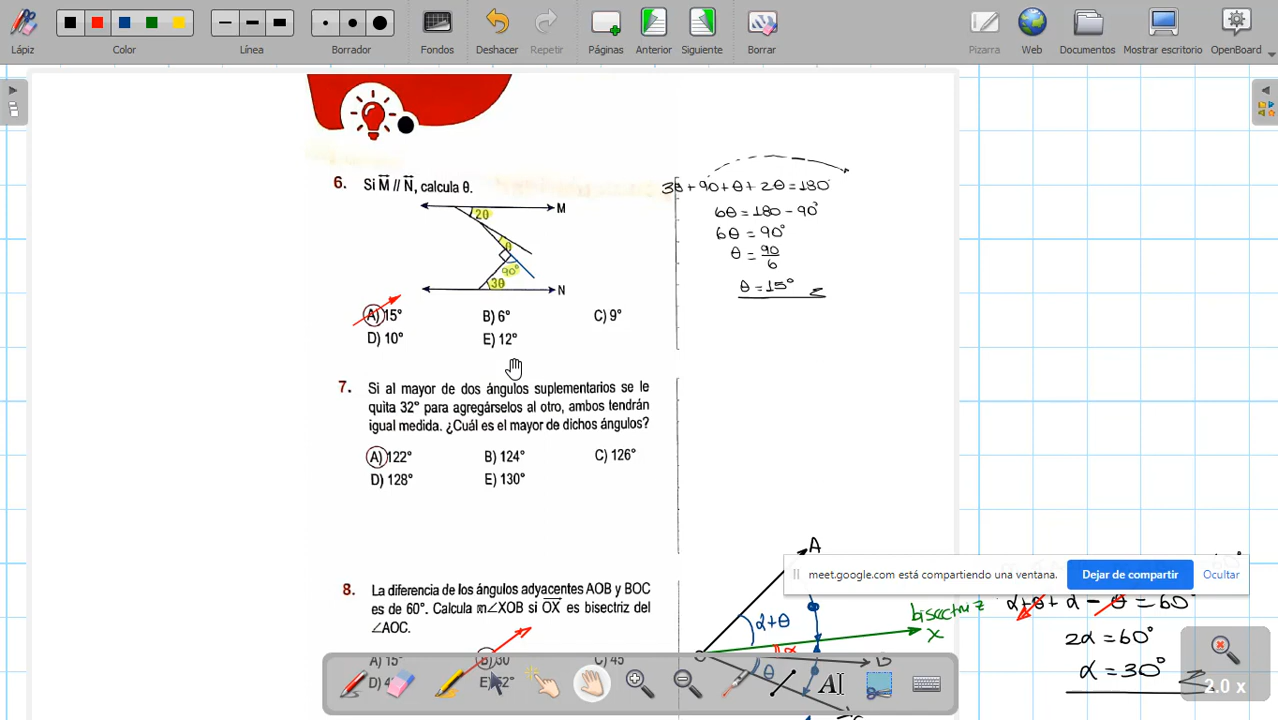 Lápiz
Color
Línea
Borrador
Fondos
Deshacer
Repetir
Páginas
Anterior
Siguiente
Borrar
Pizarra
Web
Documentos
Mostrar escritorio
OpenBoard
6. Si M // N, calcula θ.
M
20
θ
90°
3θ
N
A) 15° B) 6° C) 9°
D) 10° E) 12°
3θ + 90 + θ + 2θ = 180
6θ = 180 - 90°
6θ = 90°
θ = 90/6
θ = 15°
7. Si al mayor de dos ángulos suplementarios se le
quita 32° para agregárselos al otro, ambos tendrán
igual medida. ¿Cuál es el mayor de dichos ángulos?
A) 122° B) 124° C) 126°
D) 128° E) 130°
8. La diferencia de los ángulos adyacentes AOB y BOC
es de 60°. Calcula m∠XOB si OX es bisectriz del
∠AOC.
A) 15° B) 30 C) 45
A
α+θ
bisectriz
X
α
θ
B
meet.google.com está compartiendo una ventana.
Dejar de compartir
Ocultar
α+θ+α - θ = 60°
2α = 60°
α = 30°
2.0 x